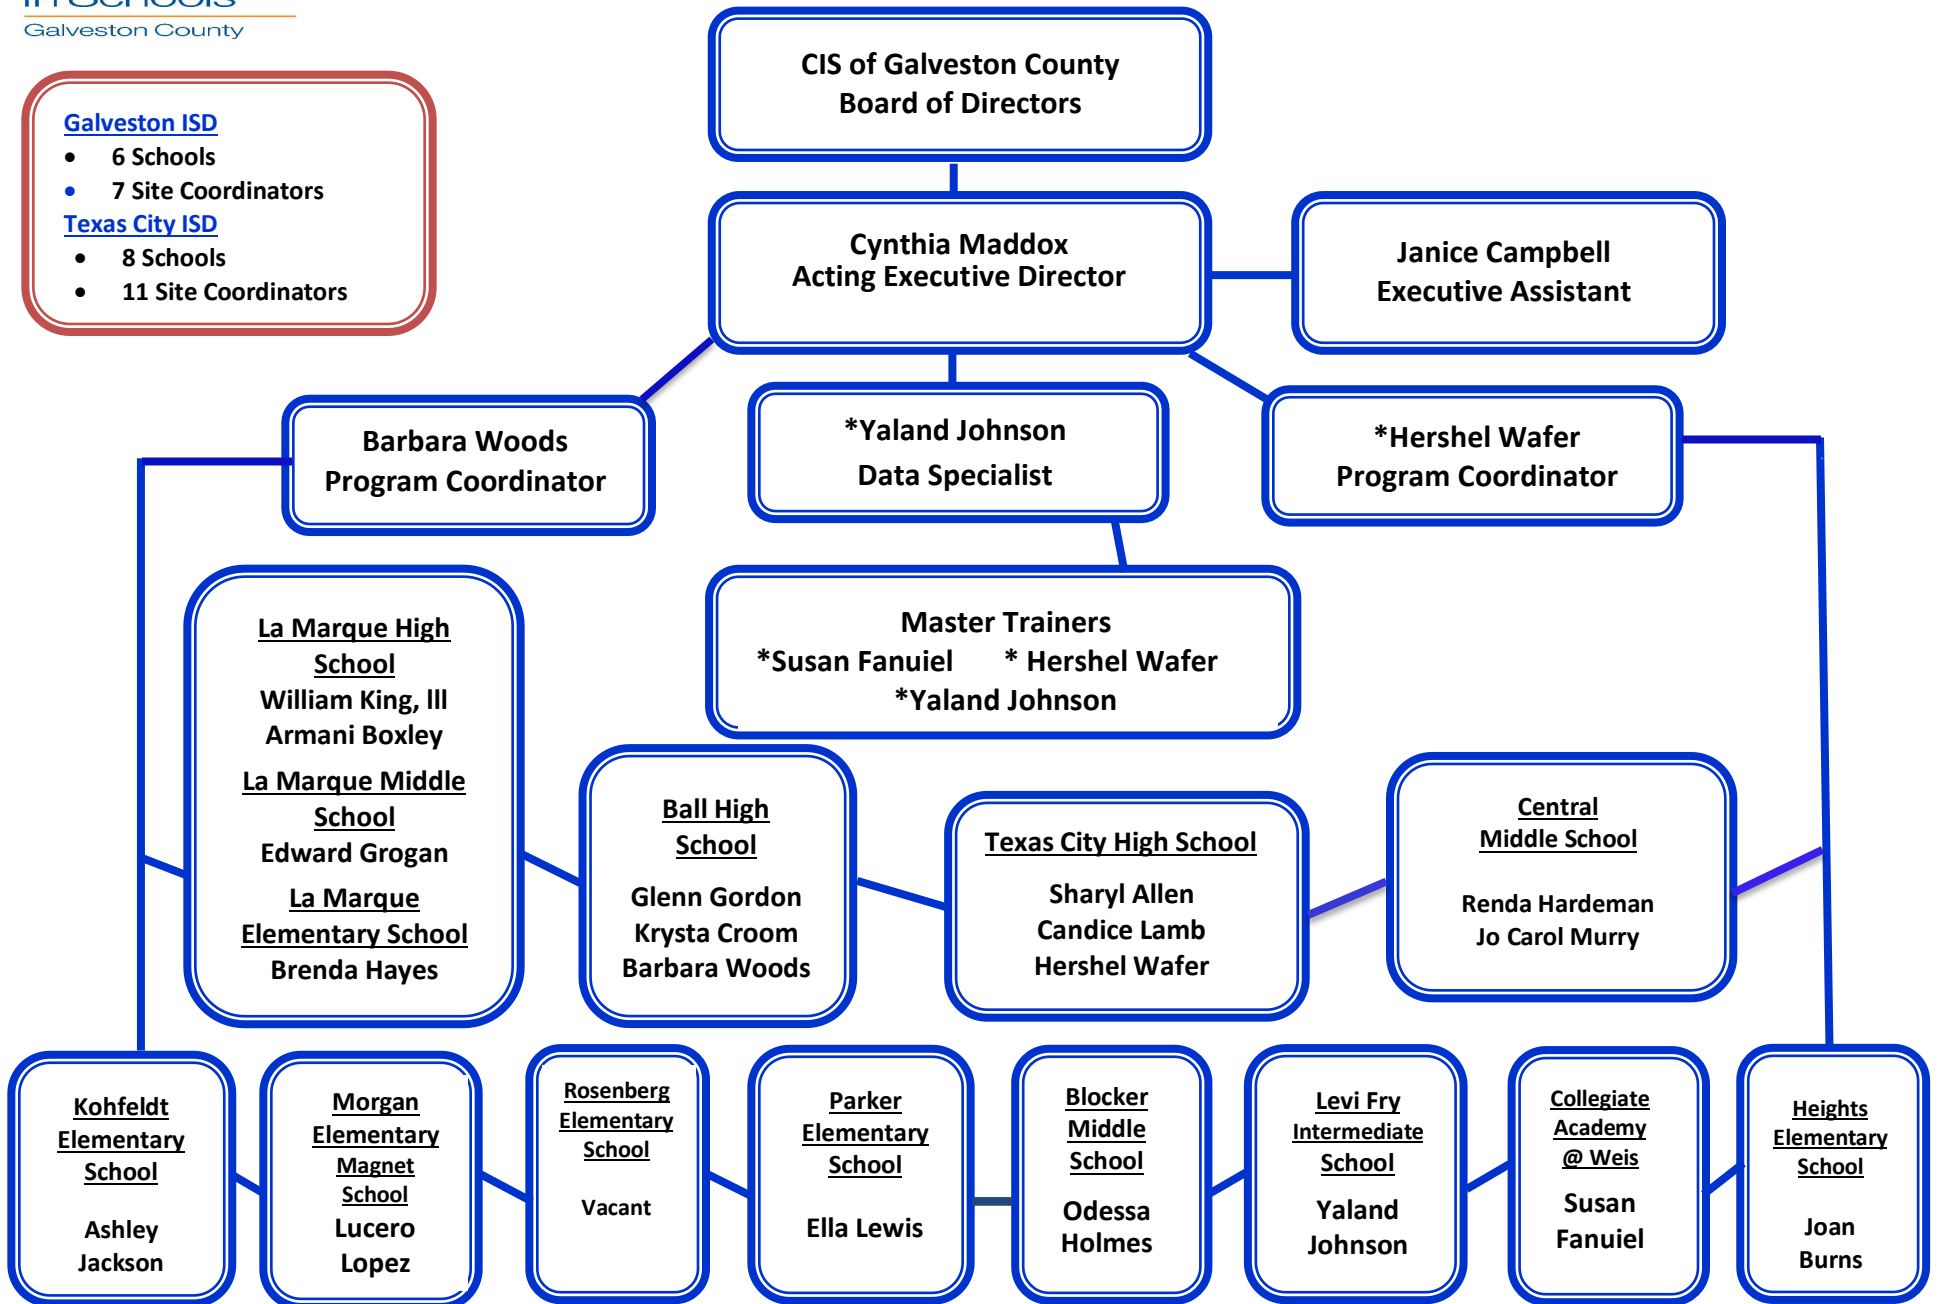 In Schools
Galveston County
Galveston ISD
• 6 Schools
• 7 Site Coordinators
Texas City ISD
• 8 Schools
• 11 Site Coordinators
CIS of Galveston County
Board of Directors
Cynthia Maddox
Acting Executive Director
Janice Campbell
Executive Assistant
Barbara Woods
Program Coordinator
*Yaland Johnson
Data Specialist
*Hershel Wafer
Program Coordinator
Master Trainers
*Susan Fanuiel * Hershel Wafer
*Yaland Johnson
La Marque High
School
William King, lll
Armani Boxley
La Marque Middle
School
Edward Grogan
La Marque
Elementary School
Brenda Hayes
Ball High
School
Glenn Gordon
Krysta Croom
Barbara Woods
Texas City High School
Sharyl Allen
Candice Lamb
Hershel Wafer
Central
Middle School
Renda Hardeman
Jo Carol Murry
Kohfeldt
Elementary
School
Ashley
Jackson
Morgan
Elementary
Magnet
School
Lucero
Lopez
Rosenberg
Elementary
School
Vacant
Parker
Elementary
School
Ella Lewis
Blocker
Middle
School
Odessa
Holmes
Levi Fry
Intermediate
School
Yaland
Johnson
Collegiate
Academy
@ Weis
Susan
Fanuiel
Heights
Elementary
School
Joan
Burns